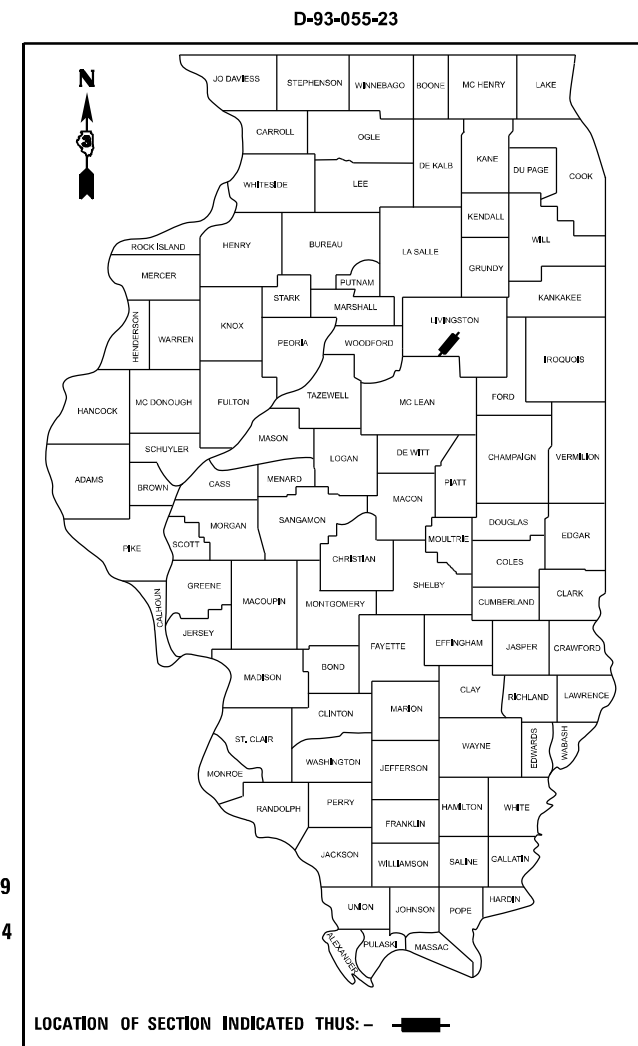 D-93-055-23
N
3
JO DAVIESS STEPHENSON WINNEBAGO BOONE MC HENRY LAKE
CARROLL OGLE
DE KALB KANE DU PAGE COOK
WHITESIDE LEE
KENDALL
ROCK ISLAND HENRY BUREAU LA SALLE WILL
MERCER GRUNDY
PUTNAM
STARK MARSHALL KANKAKEE
HENDERSON WARREN KNOX PEORIA WOODFORD LIVINGSTON IROQUOIS
HANCOCK MC DONOUGH FULTON TAZEWELL MC LEAN FORD
MASON
SCHUYLER LOGAN DE WITT CHAMPAIGN VERMILION
ADAMS BROWN CASS MENARD PIATT
MACON
MORGAN SANGAMON DOUGLAS
PIKE SCOTT CHRISTIAN MOULTRIE EDGAR
COLES
CALHOUN GREENE MACOUPIN MONTGOMERY SHELBY CUMBERLAND CLARK
JERSEY
FAYETTE EFFINGHAM JASPER CRAWFORD
MADISON BOND
CLAY RICHLAND LAWRENCE
CLINTON MARION
ST. CLAIR WAYNE EDWARDS WABASH
WASHINGTON JEFFERSON
MONROE
RANDOLPH PERRY HAMILTON WHITE
FRANKLIN
JACKSON WILLIAMSON SALINE GALLATIN
9
UNION JOHNSON POPE HARDIN
4
ALEXANDER PULASKI MASSAC
LOCATION OF SECTION INDICATED THUS: -